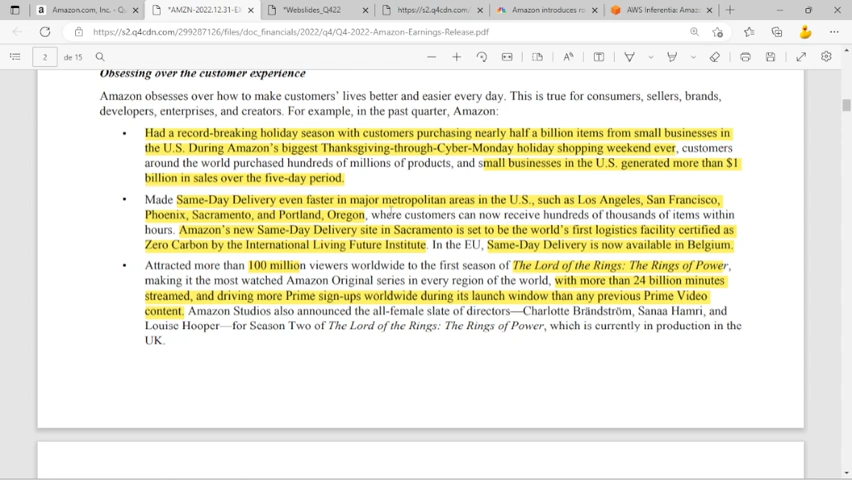 Amazon.com, Inc. - Q
*AMZN-2022.12.31-E
*Webslides_Q422
https://s2.q4cdn.com/
Amazon introduces ro
AWS Inferentia: Amaz
https://s2.q4cdn.com/299287126/files/doc_financials/2022/q4/Q4-2022-Amazon-Earnings-Release.pdf
2 de 15
Obsessing over the customer experience
Amazon obsesses over how to make customers' lives better and easier every day. This is true for consumers, sellers, brands,
developers, enterprises, and creators. For example, in the past quarter, Amazon:
• Had a record-breaking holiday season with customers purchasing nearly half a billion items from small businesses in
the U.S. During Amazon's biggest Thanksgiving-through-Cyber-Monday holiday shopping weekend ever, customers
around the world purchased hundreds of millions of products, and small businesses in the U.S. generated more than $1
billion in sales over the five-day period.
• Made Same-Day Delivery even faster in major metropolitan areas in the U.S., such as Los Angeles, San Francisco,
Phoenix, Sacramento, and Portland, Oregon, where customers can now receive hundreds of thousands of items within
hours. Amazon's new Same-Day Delivery site in Sacramento is set to be the world's first logistics facility certified as
Zero Carbon by the International Living Future Institute. In the EU, Same-Day Delivery is now available in Belgium.
• Attracted more than 100 million viewers worldwide to the first season of The Lord of the Rings: The Rings of Power,
making it the most watched Amazon Original series in every region of the world, with more than 24 billion minutes
streamed, and driving more Prime sign-ups worldwide during its launch window than any previous Prime Video
content. Amazon Studios also announced the all-female slate of directors—Charlotte Brändström, Sanaa Hamri, and
Louise Hooper—for Season Two of The Lord of the Rings: The Rings of Power, which is currently in production in the
UK.